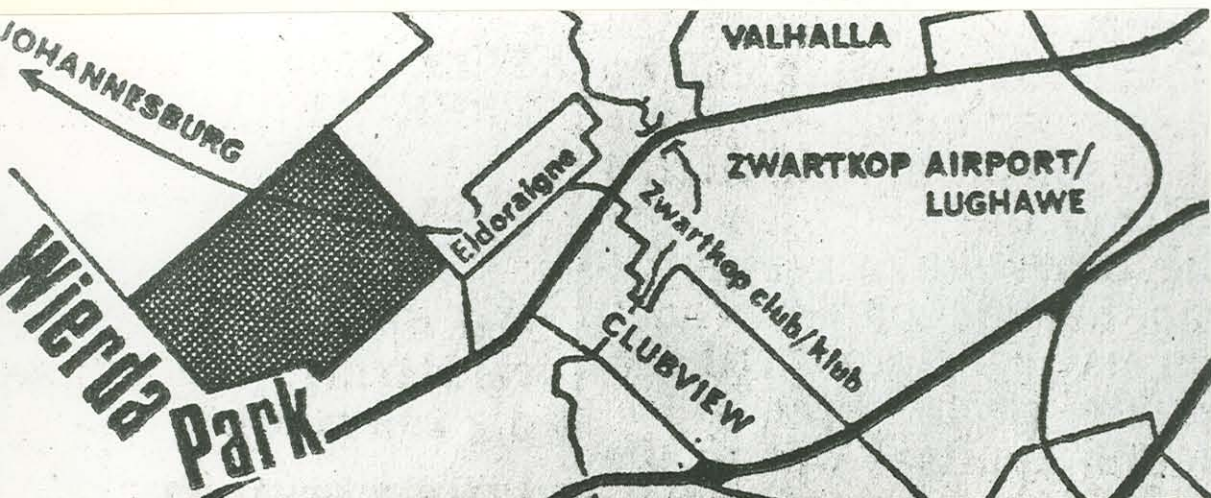 JOHANNESBURG
VALHALLA
ZWARTKOP AIRPORT/
LUGHAWE
Eldoraigne
Zwartkop club/klub
CLUBVIEW
Wierda Park